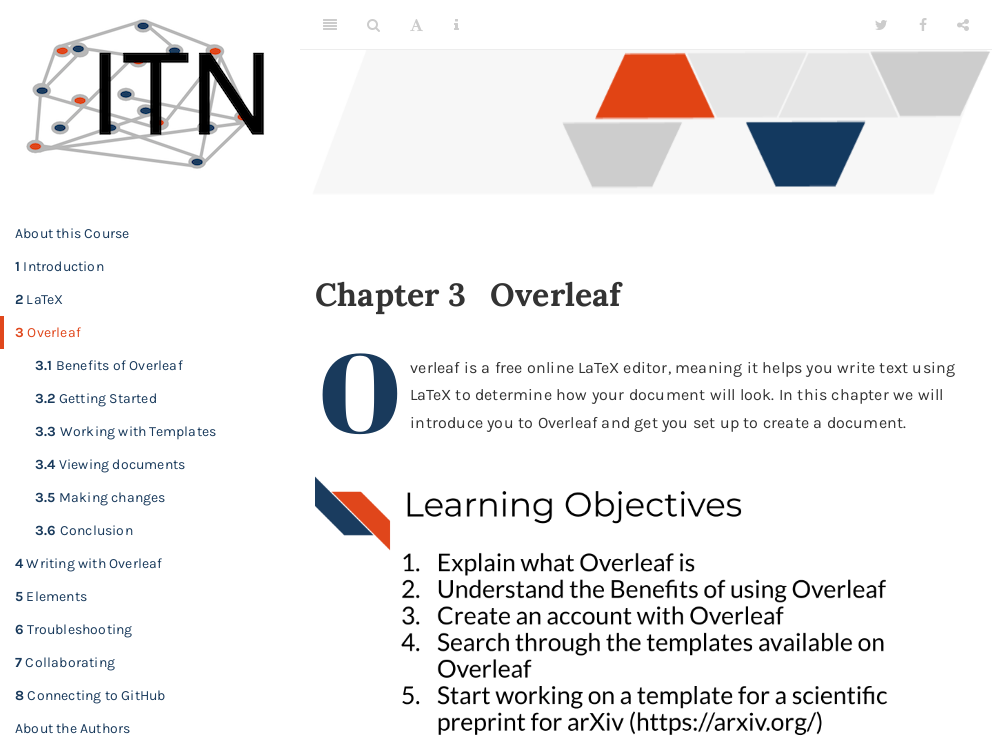 ITN
About this Course
1 Introduction
2 LaTeX
3 Overleaf
3.1 Benefits of Overleaf
3.2 Getting Started
3.3 Working with Templates
3.4 Viewing documents
3.5 Making changes
3.6 Conclusion
4 Writing with Overleaf
5 Elements
6 Troubleshooting
7 Collaborating
8 Connecting to GitHub
About the Authors
A
Chapter 3 Overleaf
Overleaf is a free online LaTeX editor, meaning it helps you write text using
LaTeX to determine how your document will look. In this chapter we will
introduce you to Overleaf and get you set up to create a document.
Learning Objectives
1. Explain what Overleaf is
2. Understand the Benefits of using Overleaf
3. Create an account with Overleaf
4. Search through the templates available on
Overleaf
5. Start working on a template for a scientific
preprint for arXiv (https://arxiv.org/)